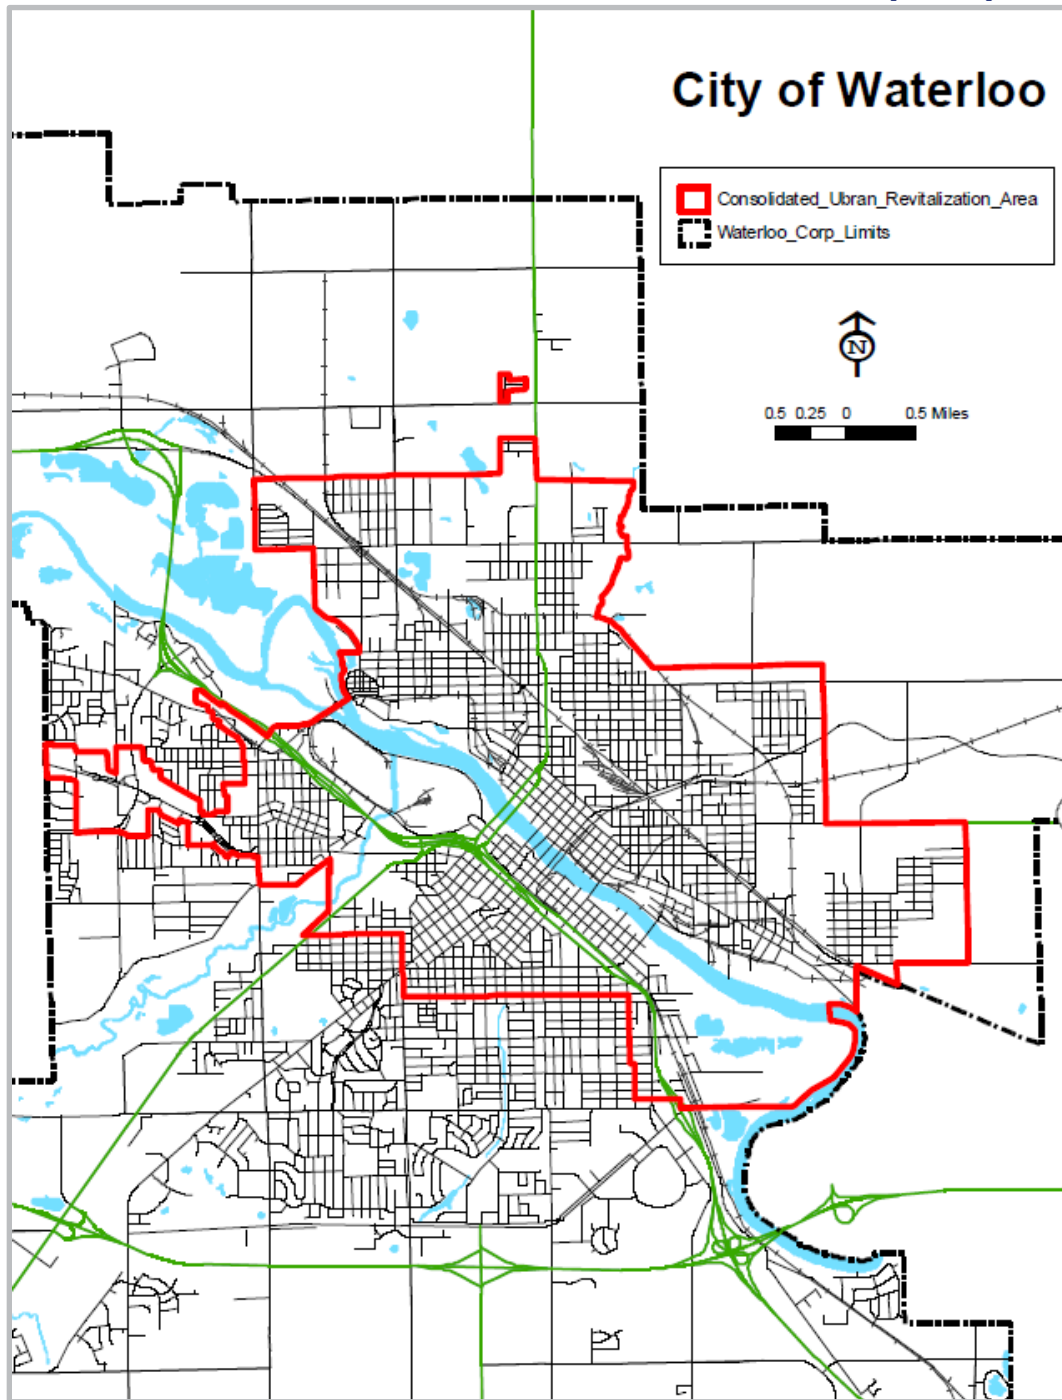 City of Waterloo
Consolidated_Ubran_Revitalization_Area
Waterloo_Corp_Limits
N
0.5 0.25 0 0.5 Miles